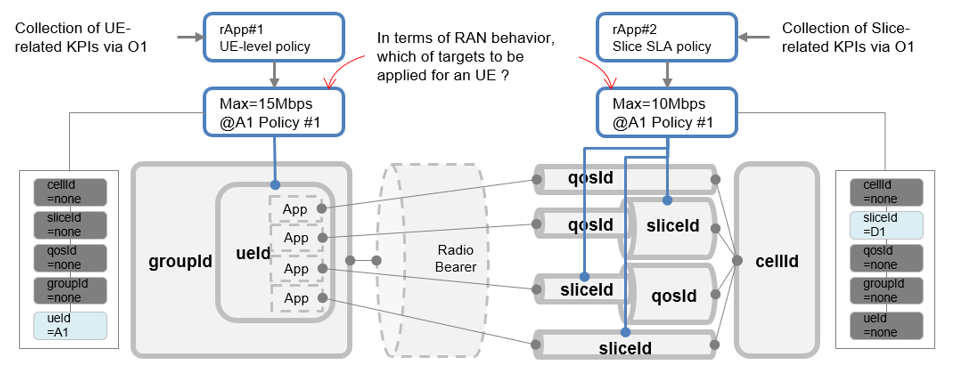 Collection of UE-
related KPIs via O1
rApp#1
UE-level policy
In terms of RAN behavior,
which of targets to be
applied for an UE ?
rApp#2
Slice SLA policy
Collection of Slice-
related KPIs via O1
Max=15Mbps
@A1 Policy #1
Max=10Mbps
@A1 Policy #1
cellId
=none
sliceId
=none
qosId
=none
groupId
=none
ueId
=A1
groupId
ueId
App
App
App
App
Radio
Bearer
qosId
qosId
sliceId
sliceId
qosId
sliceId
cellId
cellId
=none
sliceId
=D1
qosId
=none
groupId
=none
ueId
=none